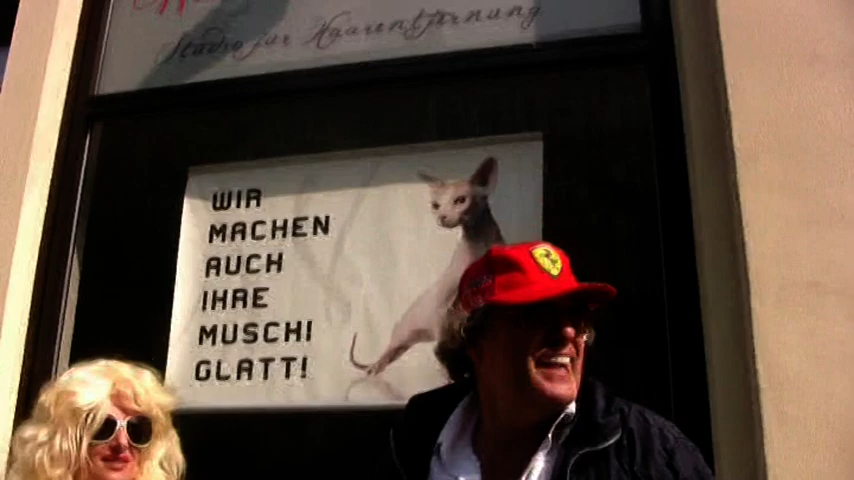 Studio für Haarentfernung
WIR
MACHEN
AUCH
IHRE
MUSCHI
GLATT!